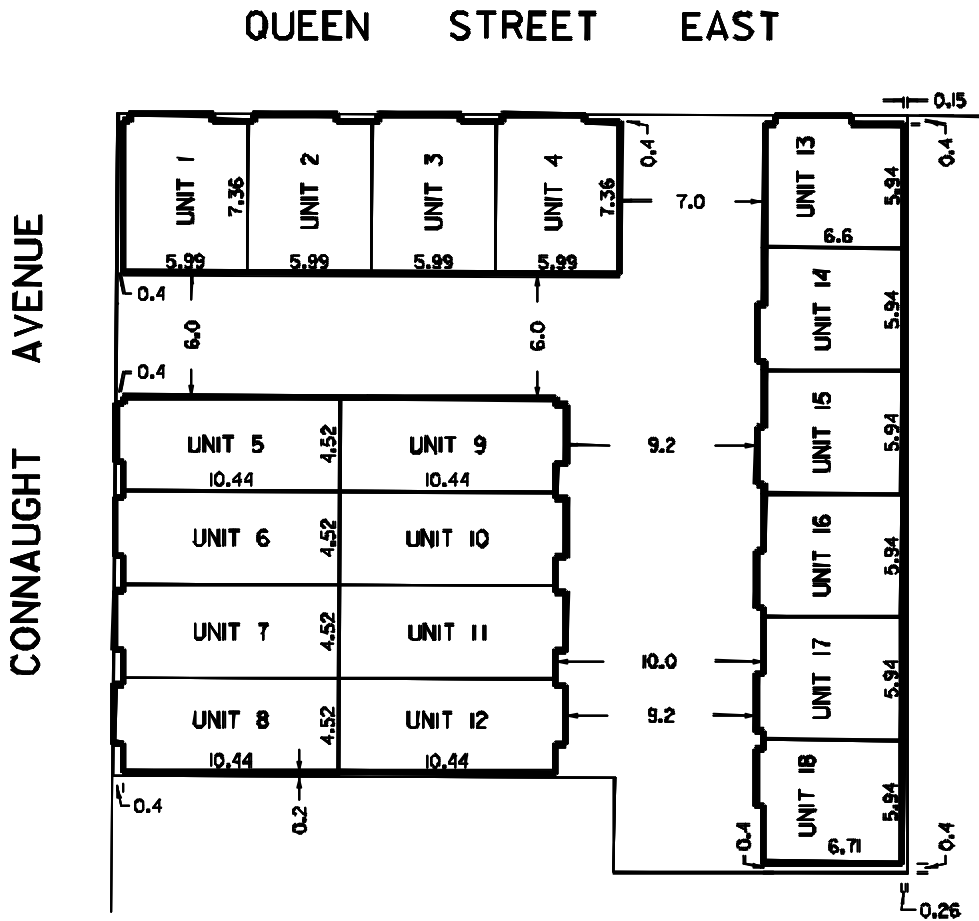 QUEEN STREET EAST
CONNAUGHT AVENUE
0.15
UNIT 1
7.36
5.99
UNIT 2
5.99
UNIT 3
5.99
UNIT 4
7.36
5.99
0.4
7.0
UNIT 13
5.94
6.6
0.4
0.4
6.0
6.0
UNIT 14
5.94
0.4
UNIT 5
4.52
10.44
UNIT 9
10.44
9.2
UNIT 15
5.94
UNIT 6
4.52
UNIT 10
UNIT 16
5.94
UNIT 7
4.52
UNIT 11
10.0
UNIT 17
5.94
UNIT 8
4.52
10.44
UNIT 12
10.44
9.2
UNIT 18
5.94
6.71
0.4
0.2
0.4
0.4
0.26